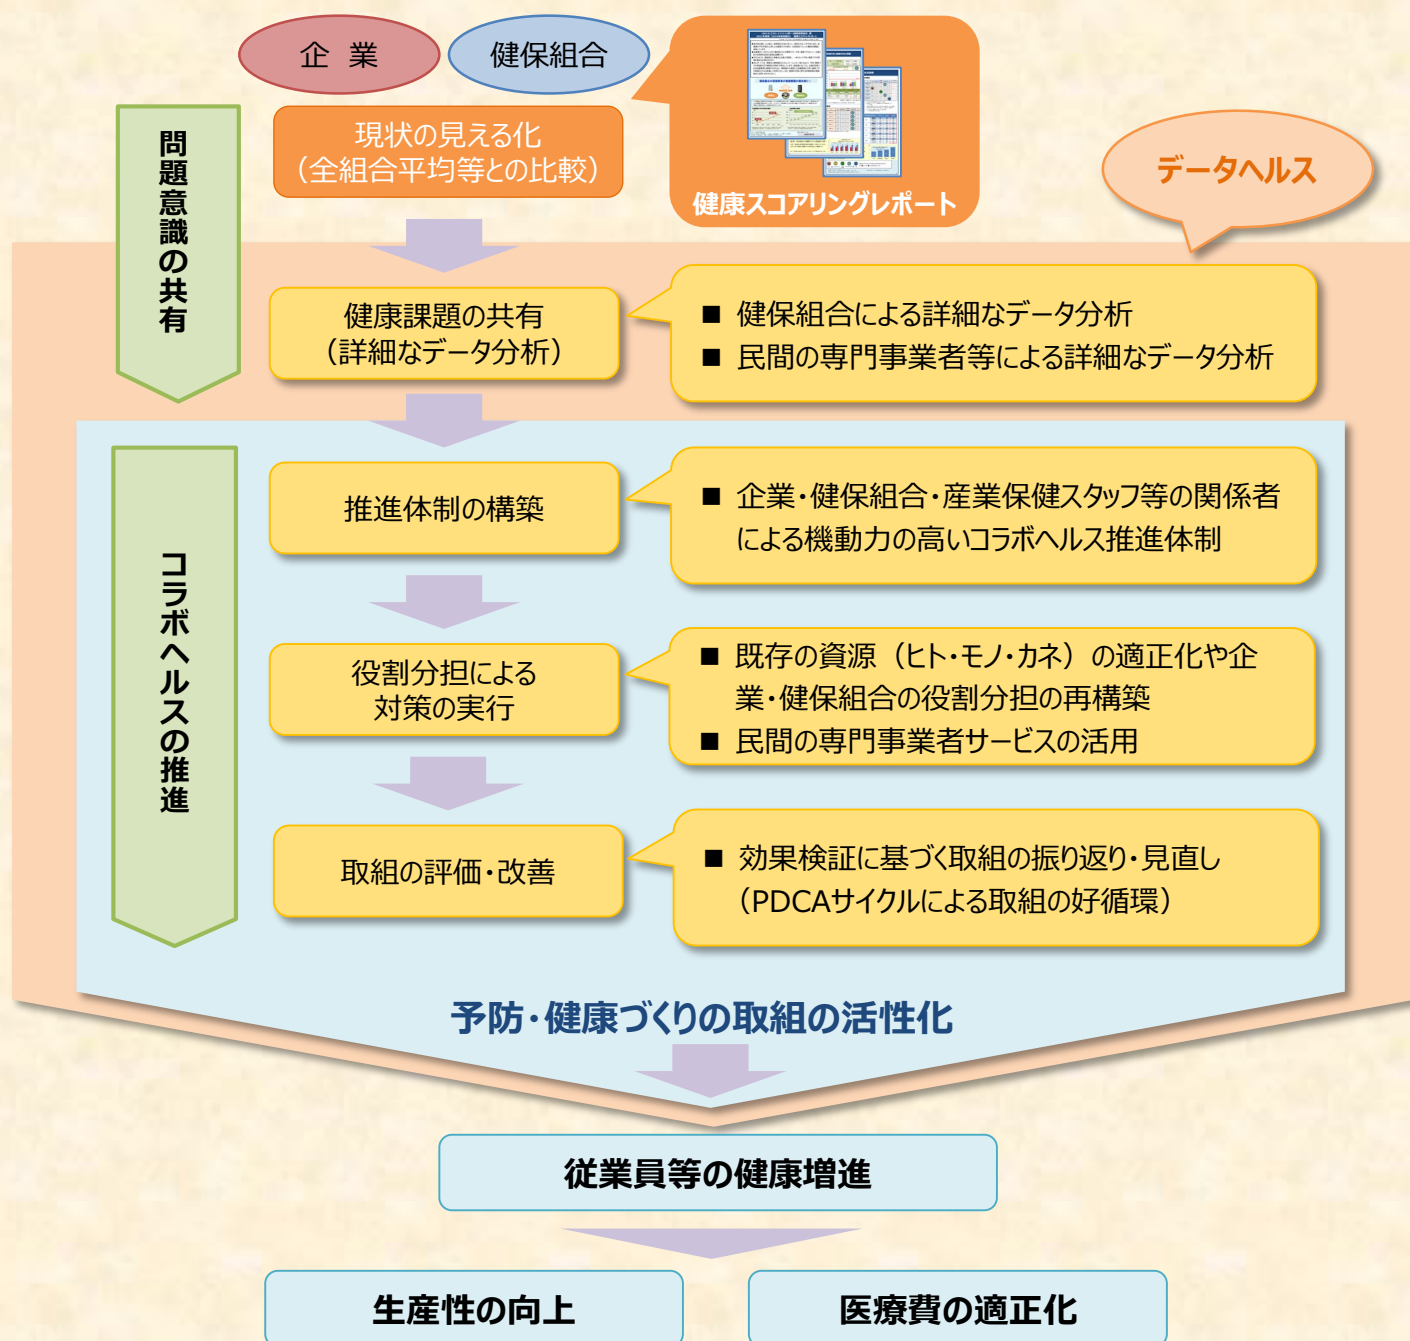 企 業
健保組合
現状の見える化
（全組合平均等との比較）
健康スコアリングレポート
データヘルス
問題意識の共有
健康課題の共有
（詳細なデータ分析）
■ 健保組合による詳細なデータ分析
■ 民間の専門事業者等による詳細なデータ分析
コラボヘルスの推進
推進体制の構築
■ 企業・健保組合・産業保健スタッフ等の関係者
による機動力の高いコラボヘルス推進体制
役割分担による
対策の実行
■ 既存の資源（ヒト・モノ・カネ）の適正化や企
業・健保組合の役割分担の再構築
■ 民間の専門事業者サービスの活用
取組の評価・改善
■ 効果検証に基づく取組の振り返り・見直し
（PDCAサイクルによる取組の好循環）
予防・健康づくりの取組の活性化
従業員等の健康増進
生産性の向上
医療費の適正化